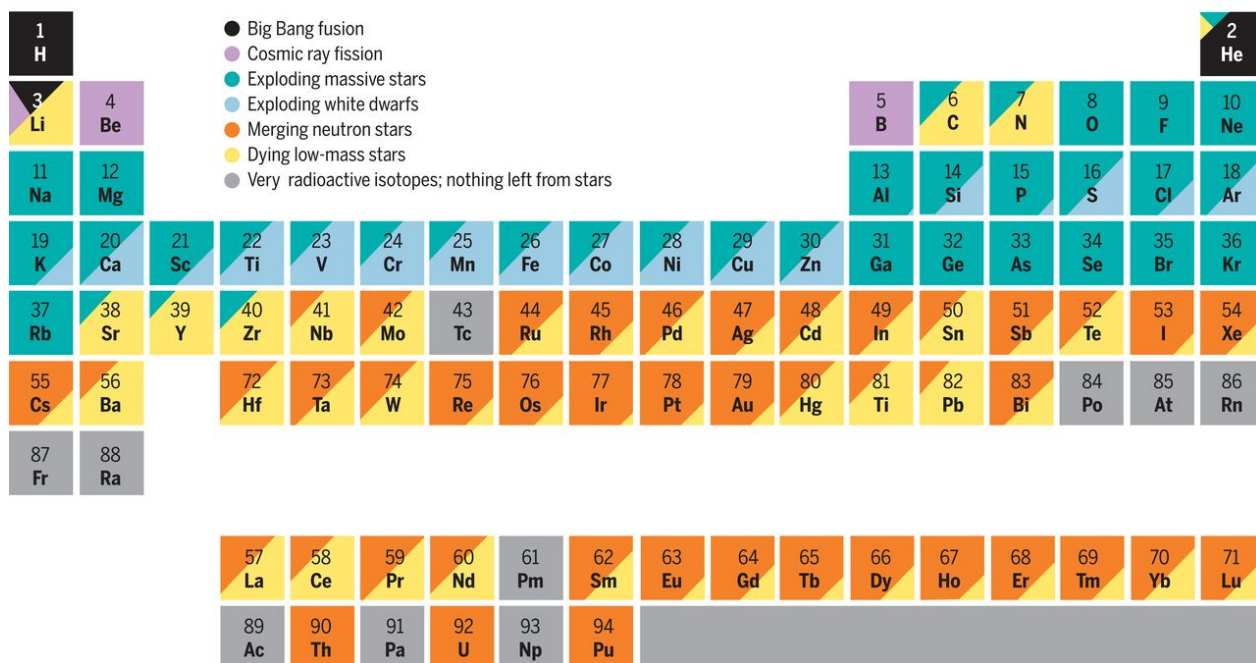 1 2
H He
Big Bang fusion
Cosmic ray fission
Exploding massive stars
Exploding white dwarfs
Merging neutron stars
Dying low-mass stars
Very radioactive isotopes; nothing left from stars
3 4 5 6 7 8 9 10
Li Be B C N O F Ne
11 12 13 14 15 16 17 18
Na Mg Al Si P S Cl Ar
19 20 21 22 23 24 25 26 27 28 29 30 31 32 33 34 35 36
K Ca Sc Ti V Cr Mn Fe Co Ni Cu Zn Ga Ge As Se Br Kr
37 38 39 40 41 42 43 44 45 46 47 48 49 50 51 52 53 54
Rb Sr Y Zr Nb Mo Tc Ru Rh Pd Ag Cd In Sn Sb Te I Xe
55 56 72 73 74 75 76 77 78 79 80 81 82 83 84 85 86
Cs Ba Hf Ta W Re Os Ir Pt Au Hg Ti Pb Bi Po At Rn
87 88
Fr Ra
57 58 59 60 61 62 63 64 65 66 67 68 69 70 71
La Ce Pr Nd Pm Sm Eu Gd Tb Dy Ho Er Tm Yb Lu
89 90 91 92 93 94
Ac Th Pa U Np Pu